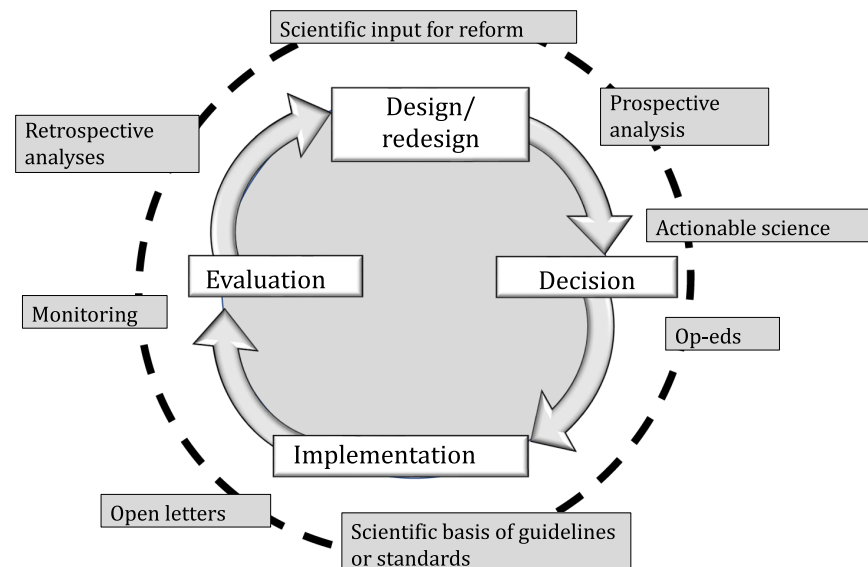 Scientific input for reform
Design/
redesign
Prospective
analysis
Retrospective
analyses
Actionable science
Evaluation
Decision
Monitoring
Op-eds
Implementation
Open letters
Scientific basis of guidelines
or standards